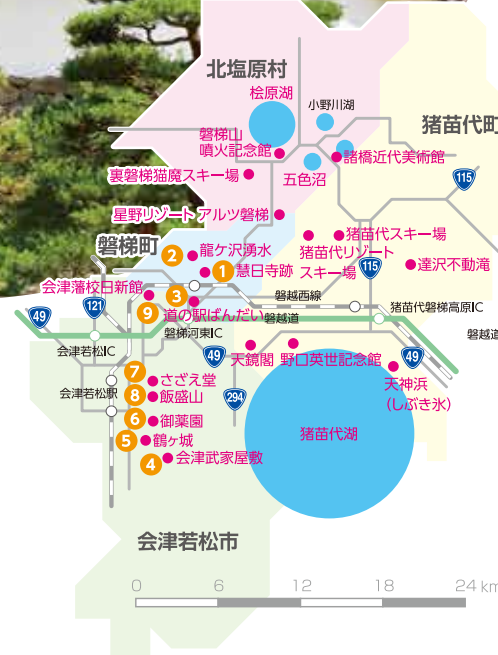 北塩原村
桧原湖
小野川湖
猪苗代町
磐梯山
噴火記念館
諸橋近代美術館
裏磐梯猫魔スキー場
五色沼
115
星野リゾート アルツ磐梯
磐梯町
2
龍ケ沢湧水
猪苗代スキー場
猪苗代リゾート
スキー場
1
慧日寺跡
115
達沢不動滝
会津藩校日新館
121
3
磐越西線
猪苗代磐梯高原IC
49
9
道の駅ばんだい
磐越道
磐梯河東IC
磐越道
会津若松IC
49
天鏡閣
野口英世記念館
49
7
さざえ堂
天神浜
(しぶき氷)
会津若松駅
8
飯盛山
294
6
御薬園
5
鶴ヶ城
猪苗代湖
4
会津武家屋敷
会津若松市
0
6
12
18
24 km